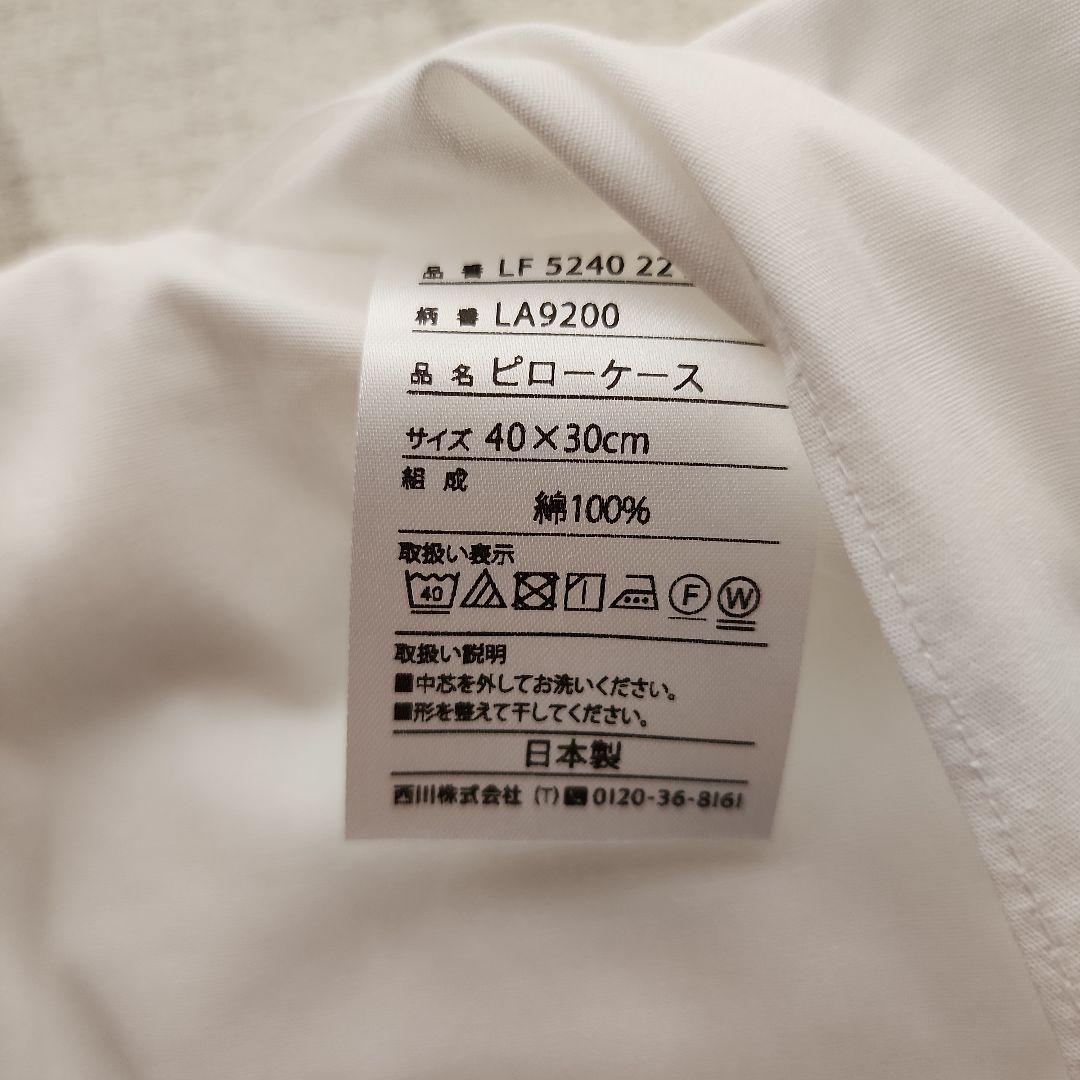 品番 LF 5240 22
柄番 LA9200
品名 ピローケース
サイズ 40×30cm
組成
綿100%
取扱い表示
40 F W
取扱い説明
■中芯を外してお洗いください。
■形を整えて干してください。
日本製
西川株式会社 (T) 0120-36-8161